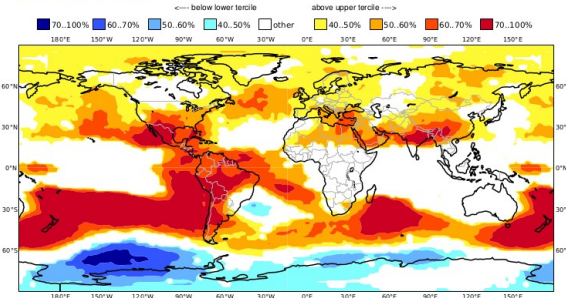 <---- below lower tercile above upper tercile ---->
70..100% 60..70% 50..60% 40..50% other 40..50% 50..60% 60..70% 70..100%
180°E 150°W 120°W 90°W 60°W 30°W 0°E 30°E 60°E 90°E 120°E 150°E 180°E
60°N 60°N
30°N 30°N
0°N 0°N
30°S 30°S
60°S 60°S
180°E 150°W 120°W 90°W 60°W 30°W 0°E 30°E 60°E 90°E 120°E 150°E 180°E